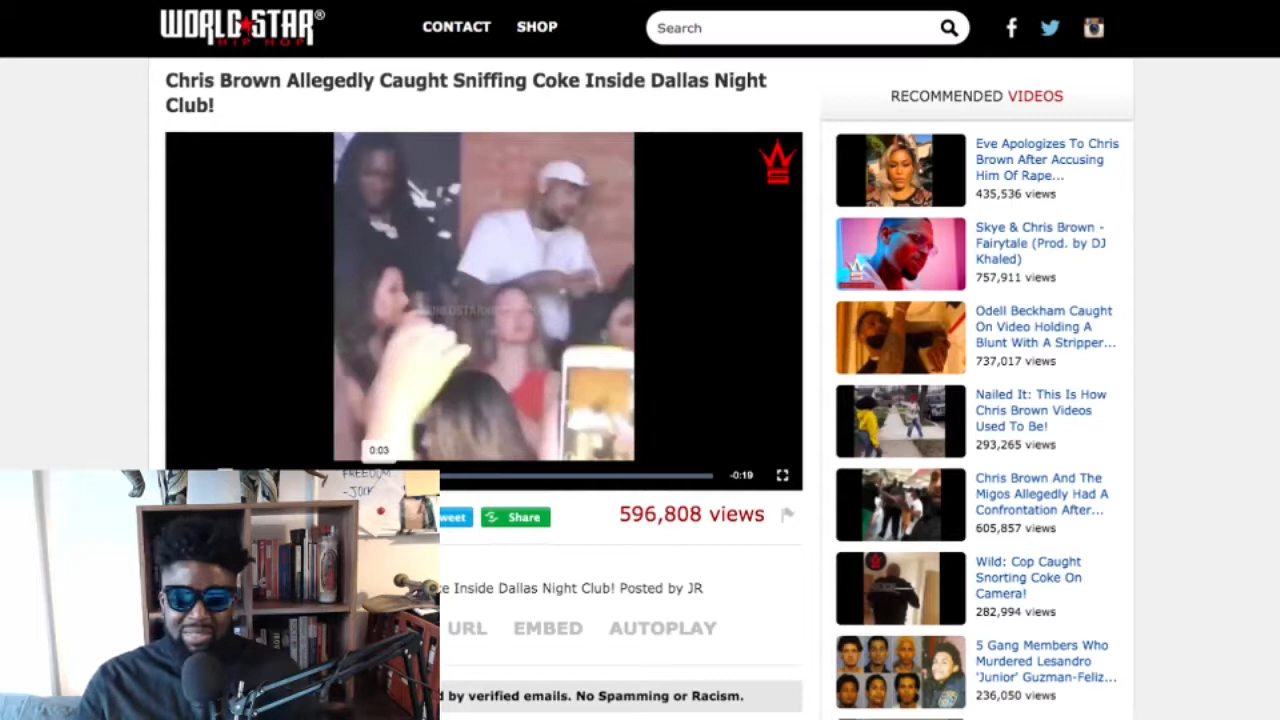 WORLD STAR®
HIP HOP
CONTACT
SHOP
Search
Chris Brown Allegedly Caught Sniffing Coke Inside Dallas Night
Club!
0:03
-0:19
weet
Share
596,808 views
e Inside Dallas Night Club! Posted by JR
URL
EMBED
AUTOPLAY
d by verified emails. No Spamming or Racism.
FREEDOM
-JOCK
RECOMMENDED VIDEOS
Eve Apologizes To Chris
Brown After Accusing
Him Of Rape...
435,536 views
Skye & Chris Brown -
Fairytale (Prod. by DJ
Khaled)
757,911 views
Odell Beckham Caught
On Video Holding A
Blunt With A Stripper...
737,017 views
Nailed It: This Is How
Chris Brown Videos
Used To Be!
293,265 views
Chris Brown And The
Migos Allegedly Had A
Confrontation After...
605,857 views
Wild: Cop Caught
Snorting Coke On
Camera!
282,994 views
5 Gang Members Who
Murdered Lesandro
'Junior' Guzman-Feliz...
236,050 views